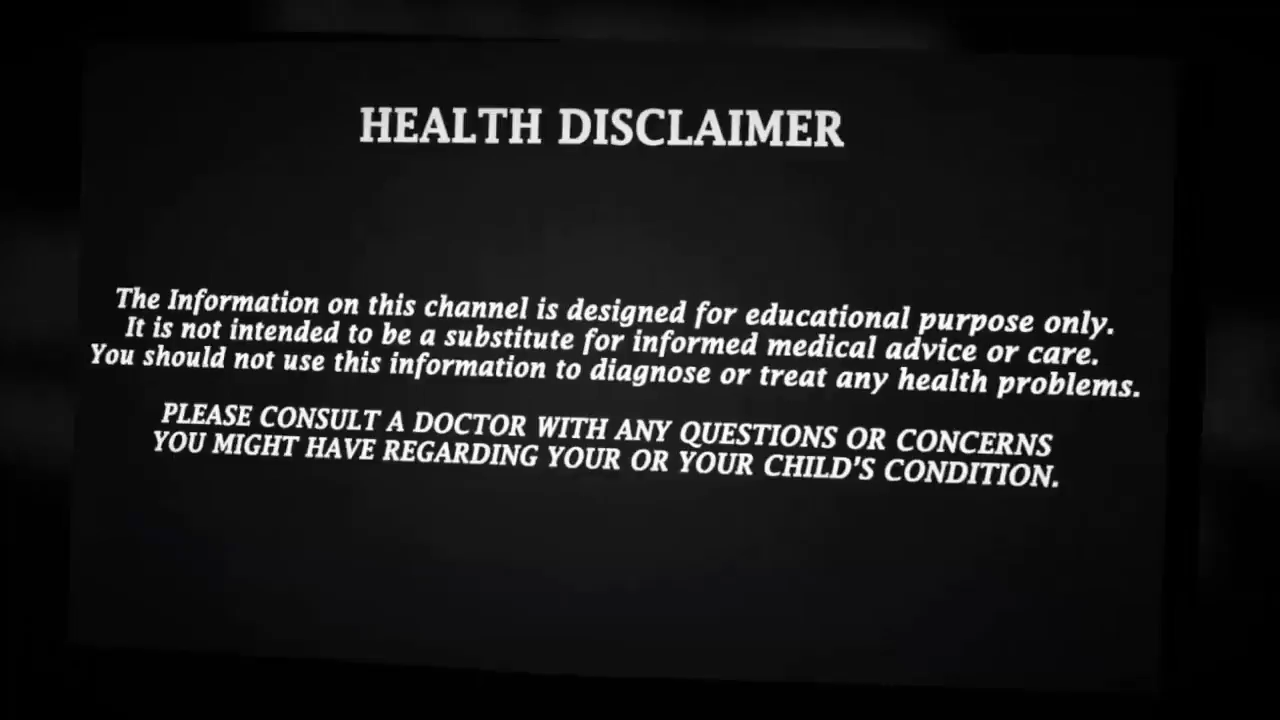 HEALTH DISCLAIMER
The Information on this channel is designed for educational purpose only.
It is not intended to be a substitute for informed medical advice or care.
You should not use this information to diagnose or treat any health problems.
PLEASE CONSULT A DOCTOR WITH ANY QUESTIONS OR CONCERNS
YOU MIGHT HAVE REGARDING YOUR OR YOUR CHILD'S CONDITION.